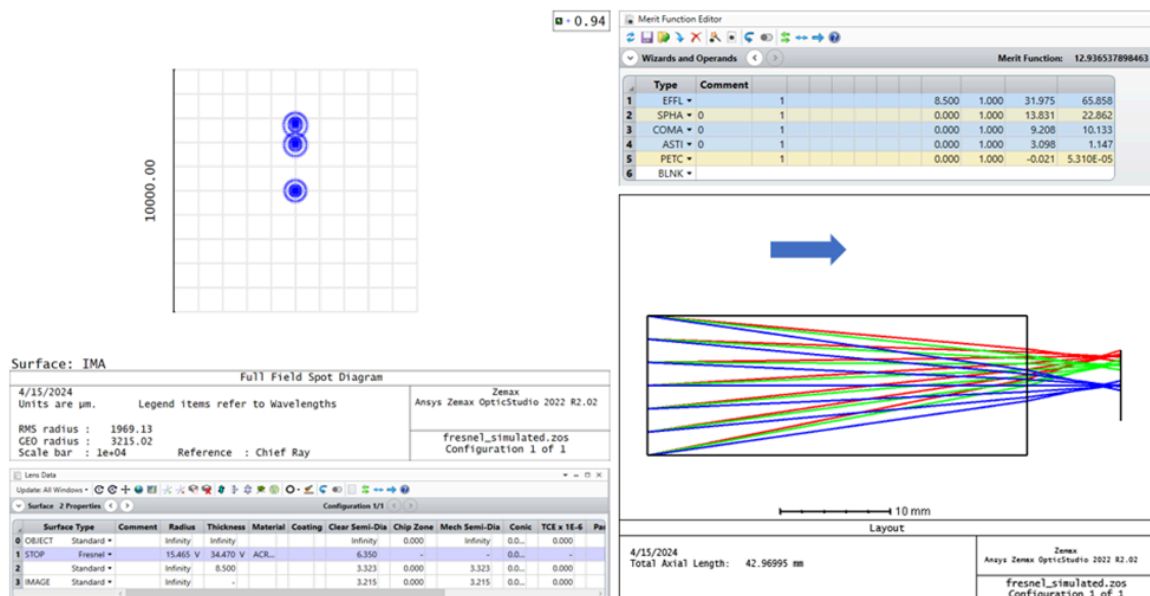 0.94
10000.00
Surface: IMA
Full Field Spot Diagram
4/15/2024
Units are µm.    Legend items refer to Wavelengths
RMS radius :    1969.13
GEO radius :    3215.02
Scale bar : 1e+04    Reference : Chief Ray
Zemax
Ansys Zemax OpticStudio 2022 R2.02
fresnel_simulated.zos
Configuration 1 of 1
Lens Data
Update: All Windows
Surface 2 Properties    Configuration 1/1
Surface Type Comment Radius Thickness Material Coating Clear Semi-Dia Chip Zone Mech Semi-Dia Conic TCE x 1E-6
0 OBJECT Standard Infinity Infinity Infinity 0.000 Infinity 0.0... 0.000
1 STOP Fresnel 15.465 V 34.470 V ACR... 6.350 - - 0.0... -
2 Standard Infinity 8.500 3.323 0.000 3.323 0.0... 0.000
3 IMAGE Standard Infinity - 3.215 0.000 3.215 0.0... 0.000
Merit Function Editor
Wizards and Operands    Merit Function: 12.936537898463
Type Comment
1 EFFL 1 8.500 1.000 31.975 65.858
2 SPHA 0 1 0.000 1.000 13.831 22.862
3 COMA 0 1 0.000 1.000 9.208 10.133
4 ASTI 0 1 0.000 1.000 3.098 1.147
5 PETC 1 0.000 1.000 -0.021 5.310E-05
6 BLNK
10 mm
Layout
4/15/2024
Total Axial Length: 42.96995 mm
Zemax
Ansys Zemax OpticStudio 2022 R2.02
fresnel_simulated.zos
Configuration 1 of 1